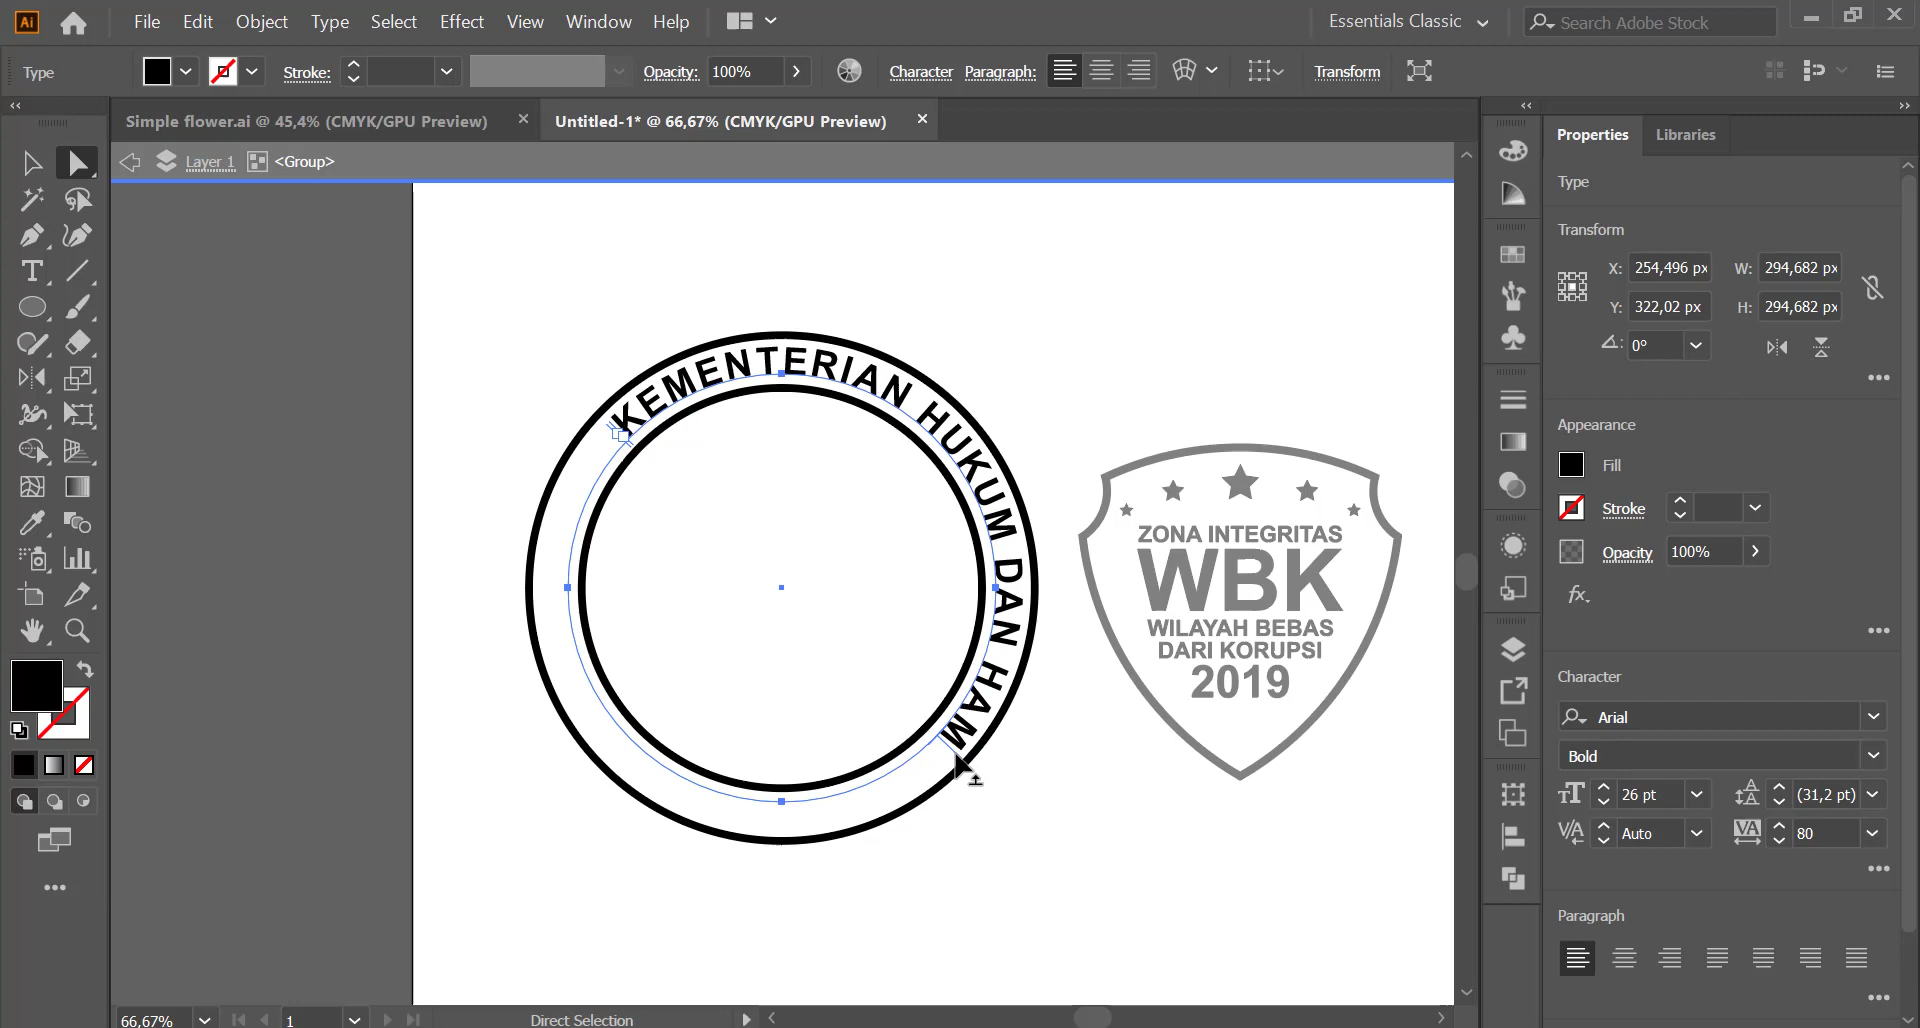 Ai
File Edit Object Type Select Effect View Window Help
Essentials Classic
Search Adobe Stock
Type
Stroke:
Opacity: 100%
Character Paragraph:
Transform
Simple flower.ai @ 45,4% (CMYK/GPU Preview)
Untitled-1* @ 66,67% (CMYK/GPU Preview)
Layer 1 <Group>
KEMENTERIAN HUKUM DAN HAM
ZONA INTEGRITAS
WBK
WILAYAH BEBAS
DARI KORUPSI
2019
66,67%
1
Direct Selection
Properties Libraries
Type
Transform
X: 254,496 px W: 294,682 px
Y: 322,02 px H: 294,682 px
0°
Appearance
Fill
Stroke
Opacity 100%
fx.
Character
Arial
Bold
26 pt (31,2 pt)
Auto 80
Paragraph